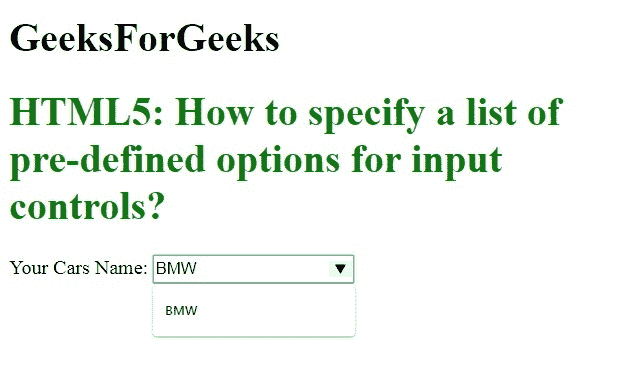 GeeksForGeeks
HTML5: How to specify a list of
pre-defined options for input
controls?
Your Cars Name: BMW
BMW